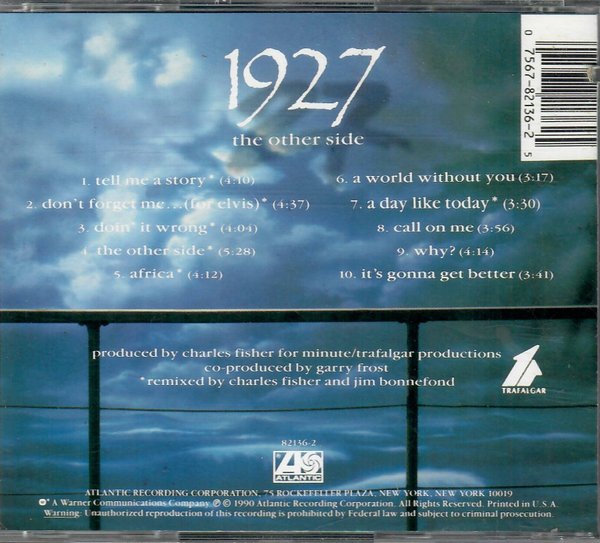 1927
the other side
1. tell me a story* (4:10)
2. don't forget me....(for elvis)* (4:37)
3. doin' it wrong* (4:04)
4. the other side* (5:28)
5. africa* (4:12)
6. a world without you (3:17)
7. a day like today* (3:30)
8. call on me (3:56)
9. why? (4:14)
10. it's gonna get better (3:41)
0 7567-82136-2 5
produced by charles fisher for minute/trafalgar productions
co-produced by garry frost
*remixed by charles fisher and jim bonnefond
TRAFALGAR
82136-2
ATLANTIC
ATLANTIC RECORDING CORPORATION, 75 ROCKEFELLER PLAZA, NEW YORK, NEW YORK 10019
A Warner Communications Company ℗ © 1990 Atlantic Recording Corporation. All Rights Reserved. Printed in U.S.A.
Warning: Unauthorized reproduction of this recording is prohibited by Federal law and subject to criminal prosecution.